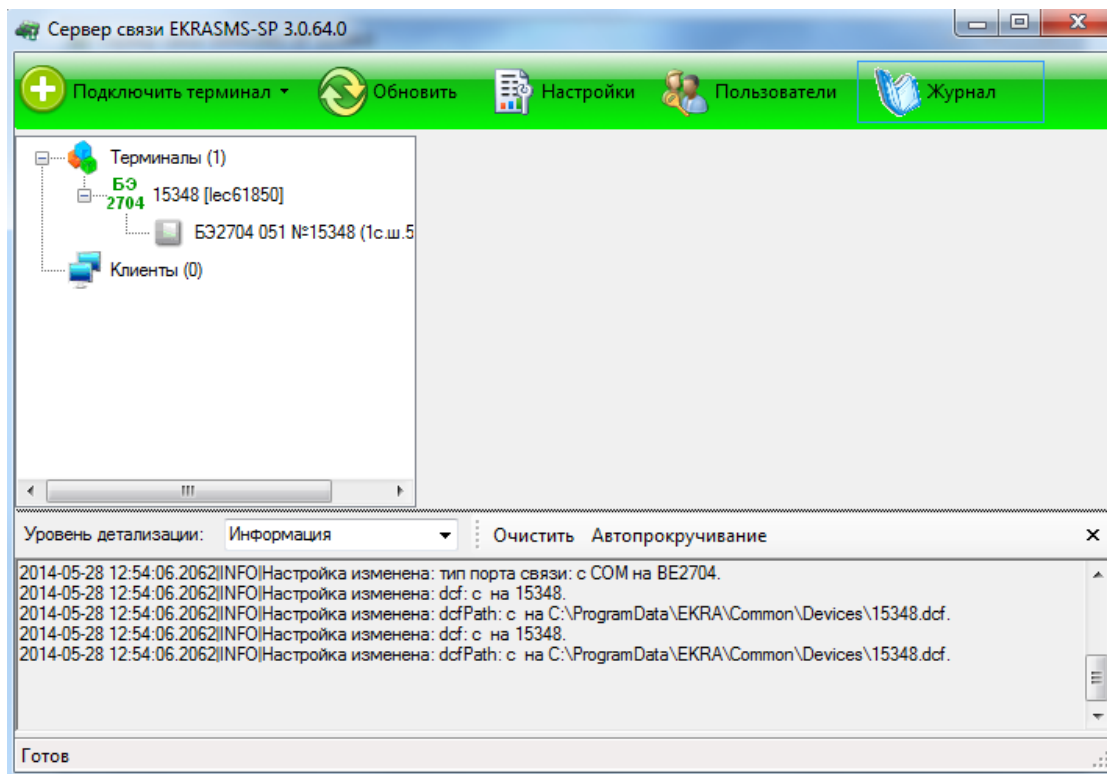 Сервер связи EKRASMS-SP 3.0.64.0
Подключить терминал Обновить Настройки Пользователи Журнал
Терминалы (1)
БЭ
2704 15348 [Iec61850]
БЭ2704 051 №15348 (1с.ш.5
Клиенты (0)
Уровень детализации: Информация Очистить Автопрокручивание
2014-05-28 12:54:06.2062|INFO|Настройка изменена: тип порта связи: с COM на BE2704.
2014-05-28 12:54:06.2062|INFO|Настройка изменена: dcf: с на 15348.
2014-05-28 12:54:06.2062|INFO|Настройка изменена: dcfPath: с на C:\ProgramData\EKRA\Common\Devices\15348.dcf.
2014-05-28 12:54:06.2062|INFO|Настройка изменена: dcf: с на 15348.
2014-05-28 12:54:06.2062|INFO|Настройка изменена: dcfPath: с на C:\ProgramData\EKRA\Common\Devices\15348.dcf.
Готов